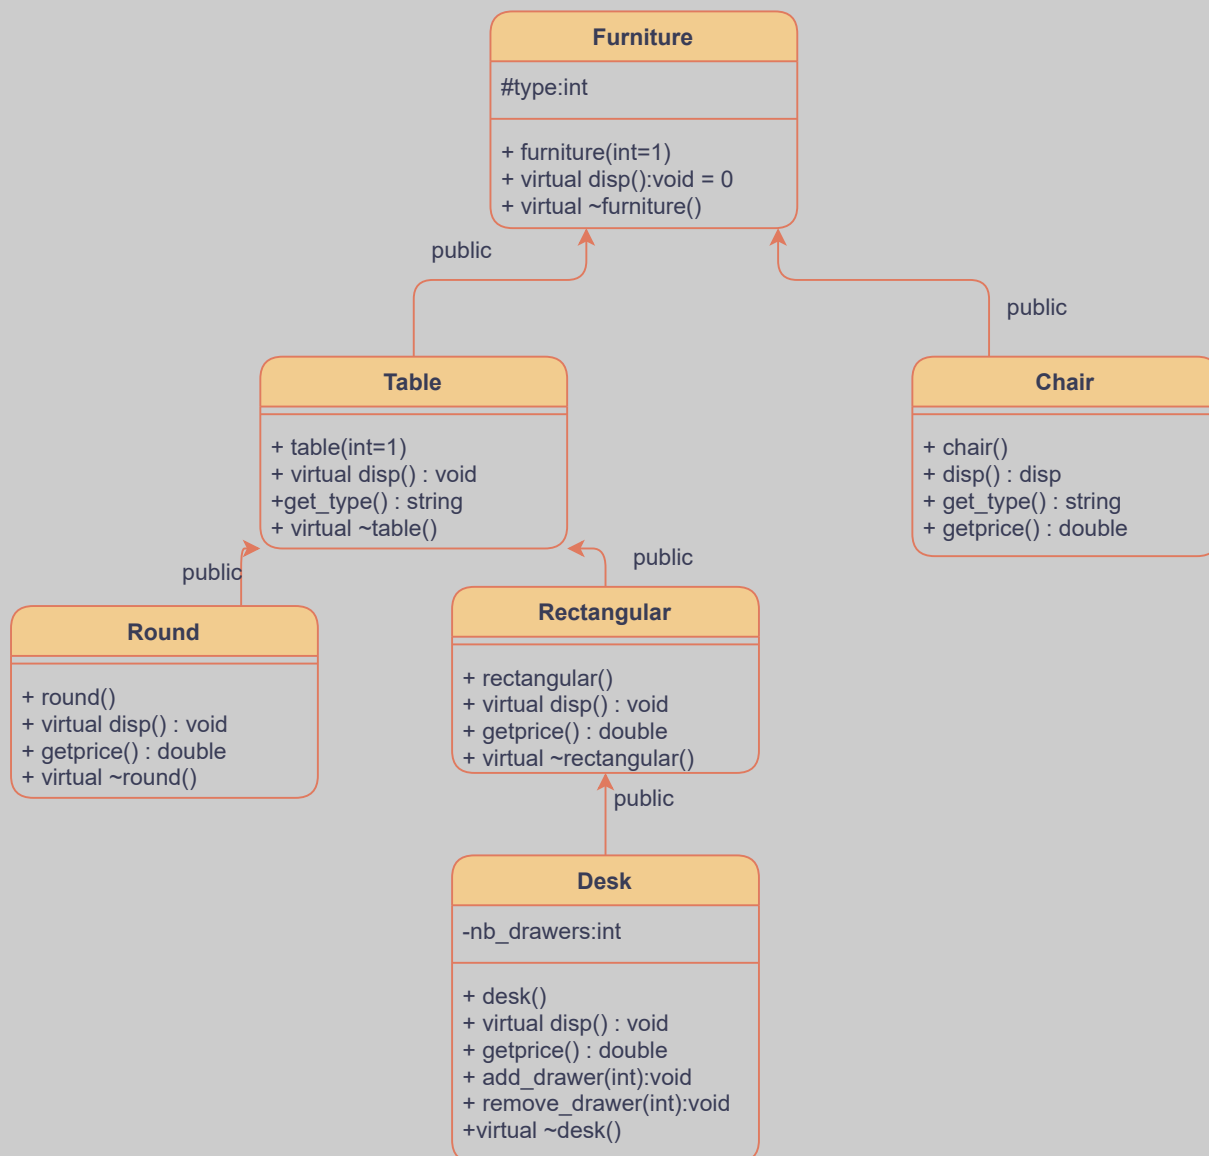 Furniture
#type:int
+ furniture(int=1)
+ virtual disp():void = 0
+ virtual ~furniture()
public
public
Table
+ table(int=1)
+ virtual disp() : void
+get_type() : string
+ virtual ~table()
Chair
+ chair()
+ disp() : disp
+ get_type() : string
+ getprice() : double
public
public
Round
+ round()
+ virtual disp() : void
+ getprice() : double
+ virtual ~round()
Rectangular
+ rectangular()
+ virtual disp() : void
+ getprice() : double
+ virtual ~rectangular()
public
Desk
-nb_drawers:int
+ desk()
+ virtual disp() : void
+ getprice() : double
+ add_drawer(int):void
+ remove_drawer(int):void
+virtual ~desk()